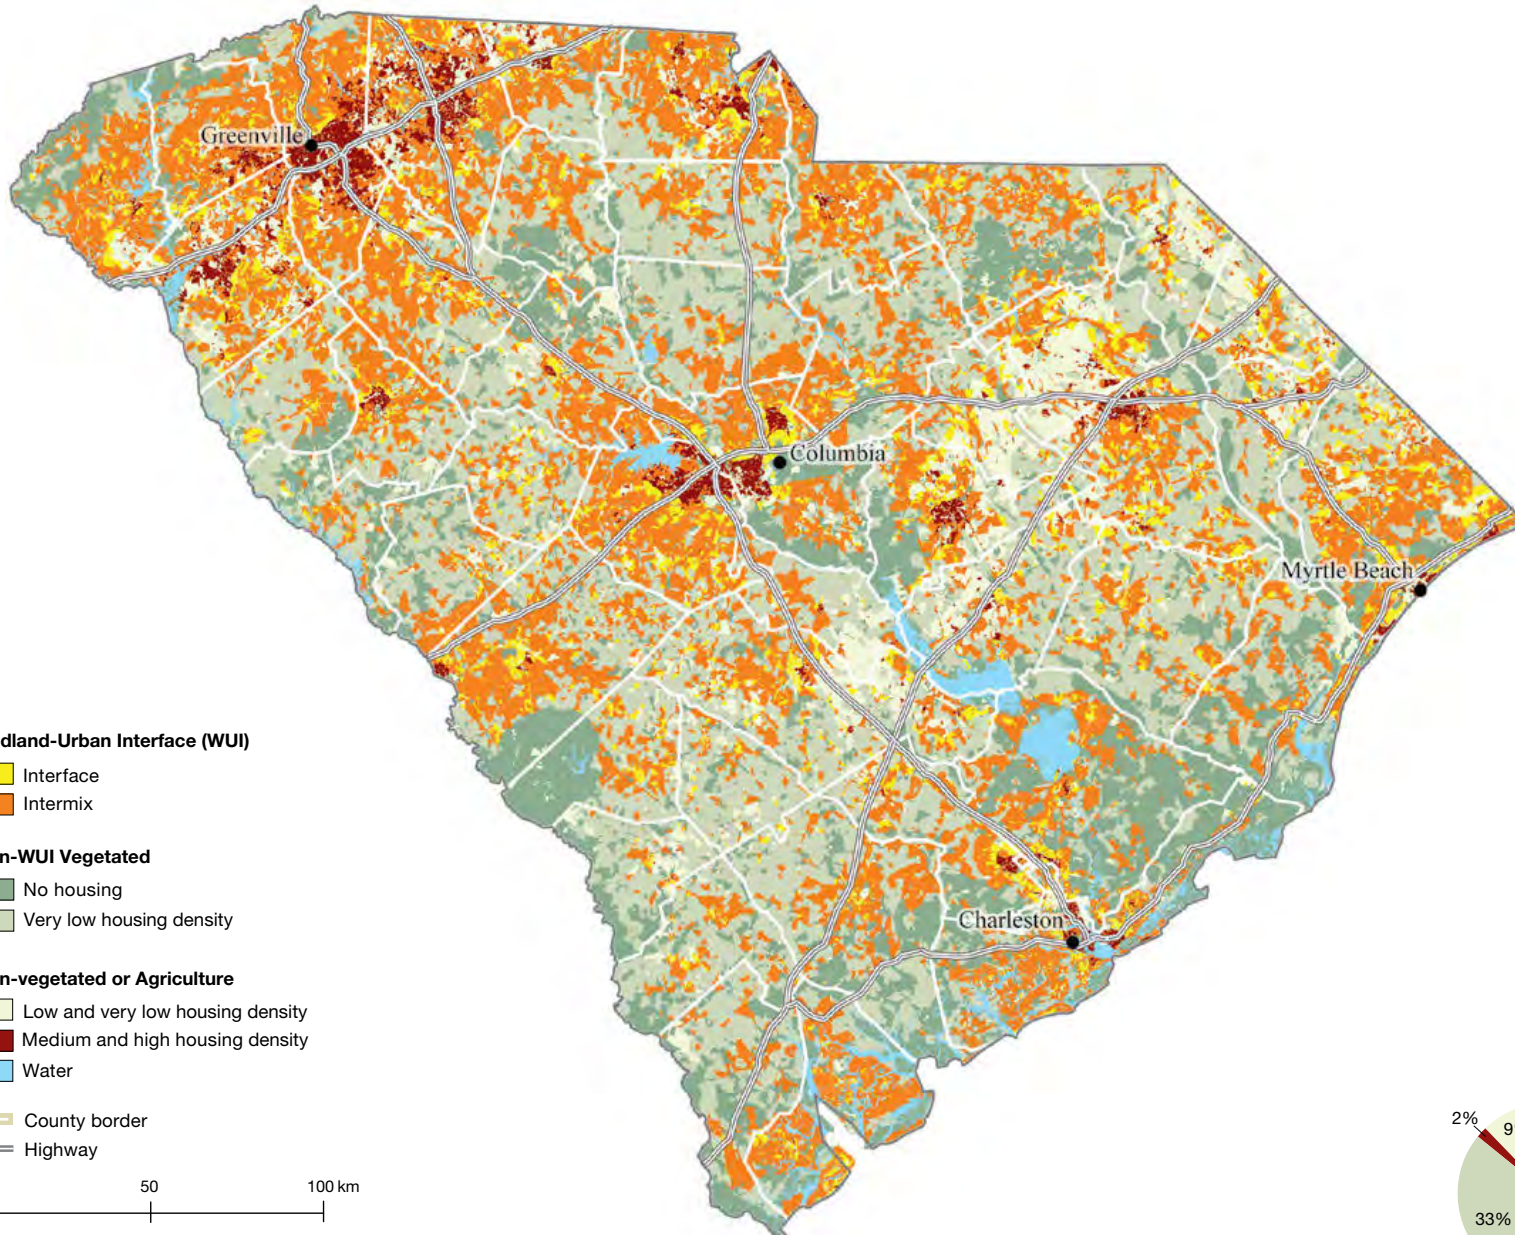 Greenville
Columbia
Myrtle Beach
Charleston
dland-Urban Interface (WUI)
Interface
Intermix
n-WUI Vegetated
No housing
Very low housing density
n-vegetated or Agriculture
Low and very low housing density
Medium and high housing density
Water
County border
Highway
50 100 km
2%
9
33%